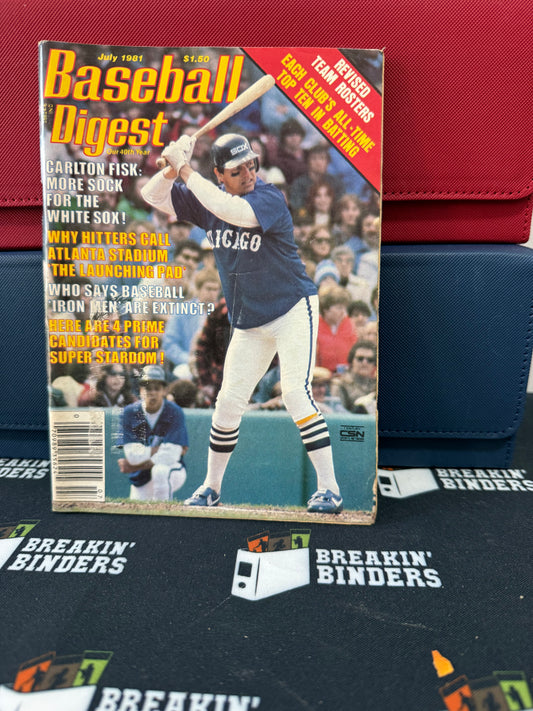 July 1981 $1.50
Baseball
Digest
Our 40th Year
REVISED
TEAM ROSTERS
EACH CLUB'S ALL-TIME
TOP TEN IN BATTING
CARLTON FISK:
MORE SOCK
FOR THE
WHITE SOX!
WHY HITTERS CALL
ATLANTA STADIUM
'THE LAUNCHING PAD'
WHO SAYS BASEBALL
'IRON MEN' ARE EXTINCT?
HERE ARE 4 PRIME
CANDIDATES FOR
SUPER STARDOM!
SOX
CHICAGO
CSN
07
BREAKIN'
BINDERS
BREAKIN'
BINDERS
BREAKIN'
BINDERS
BREAKIN'